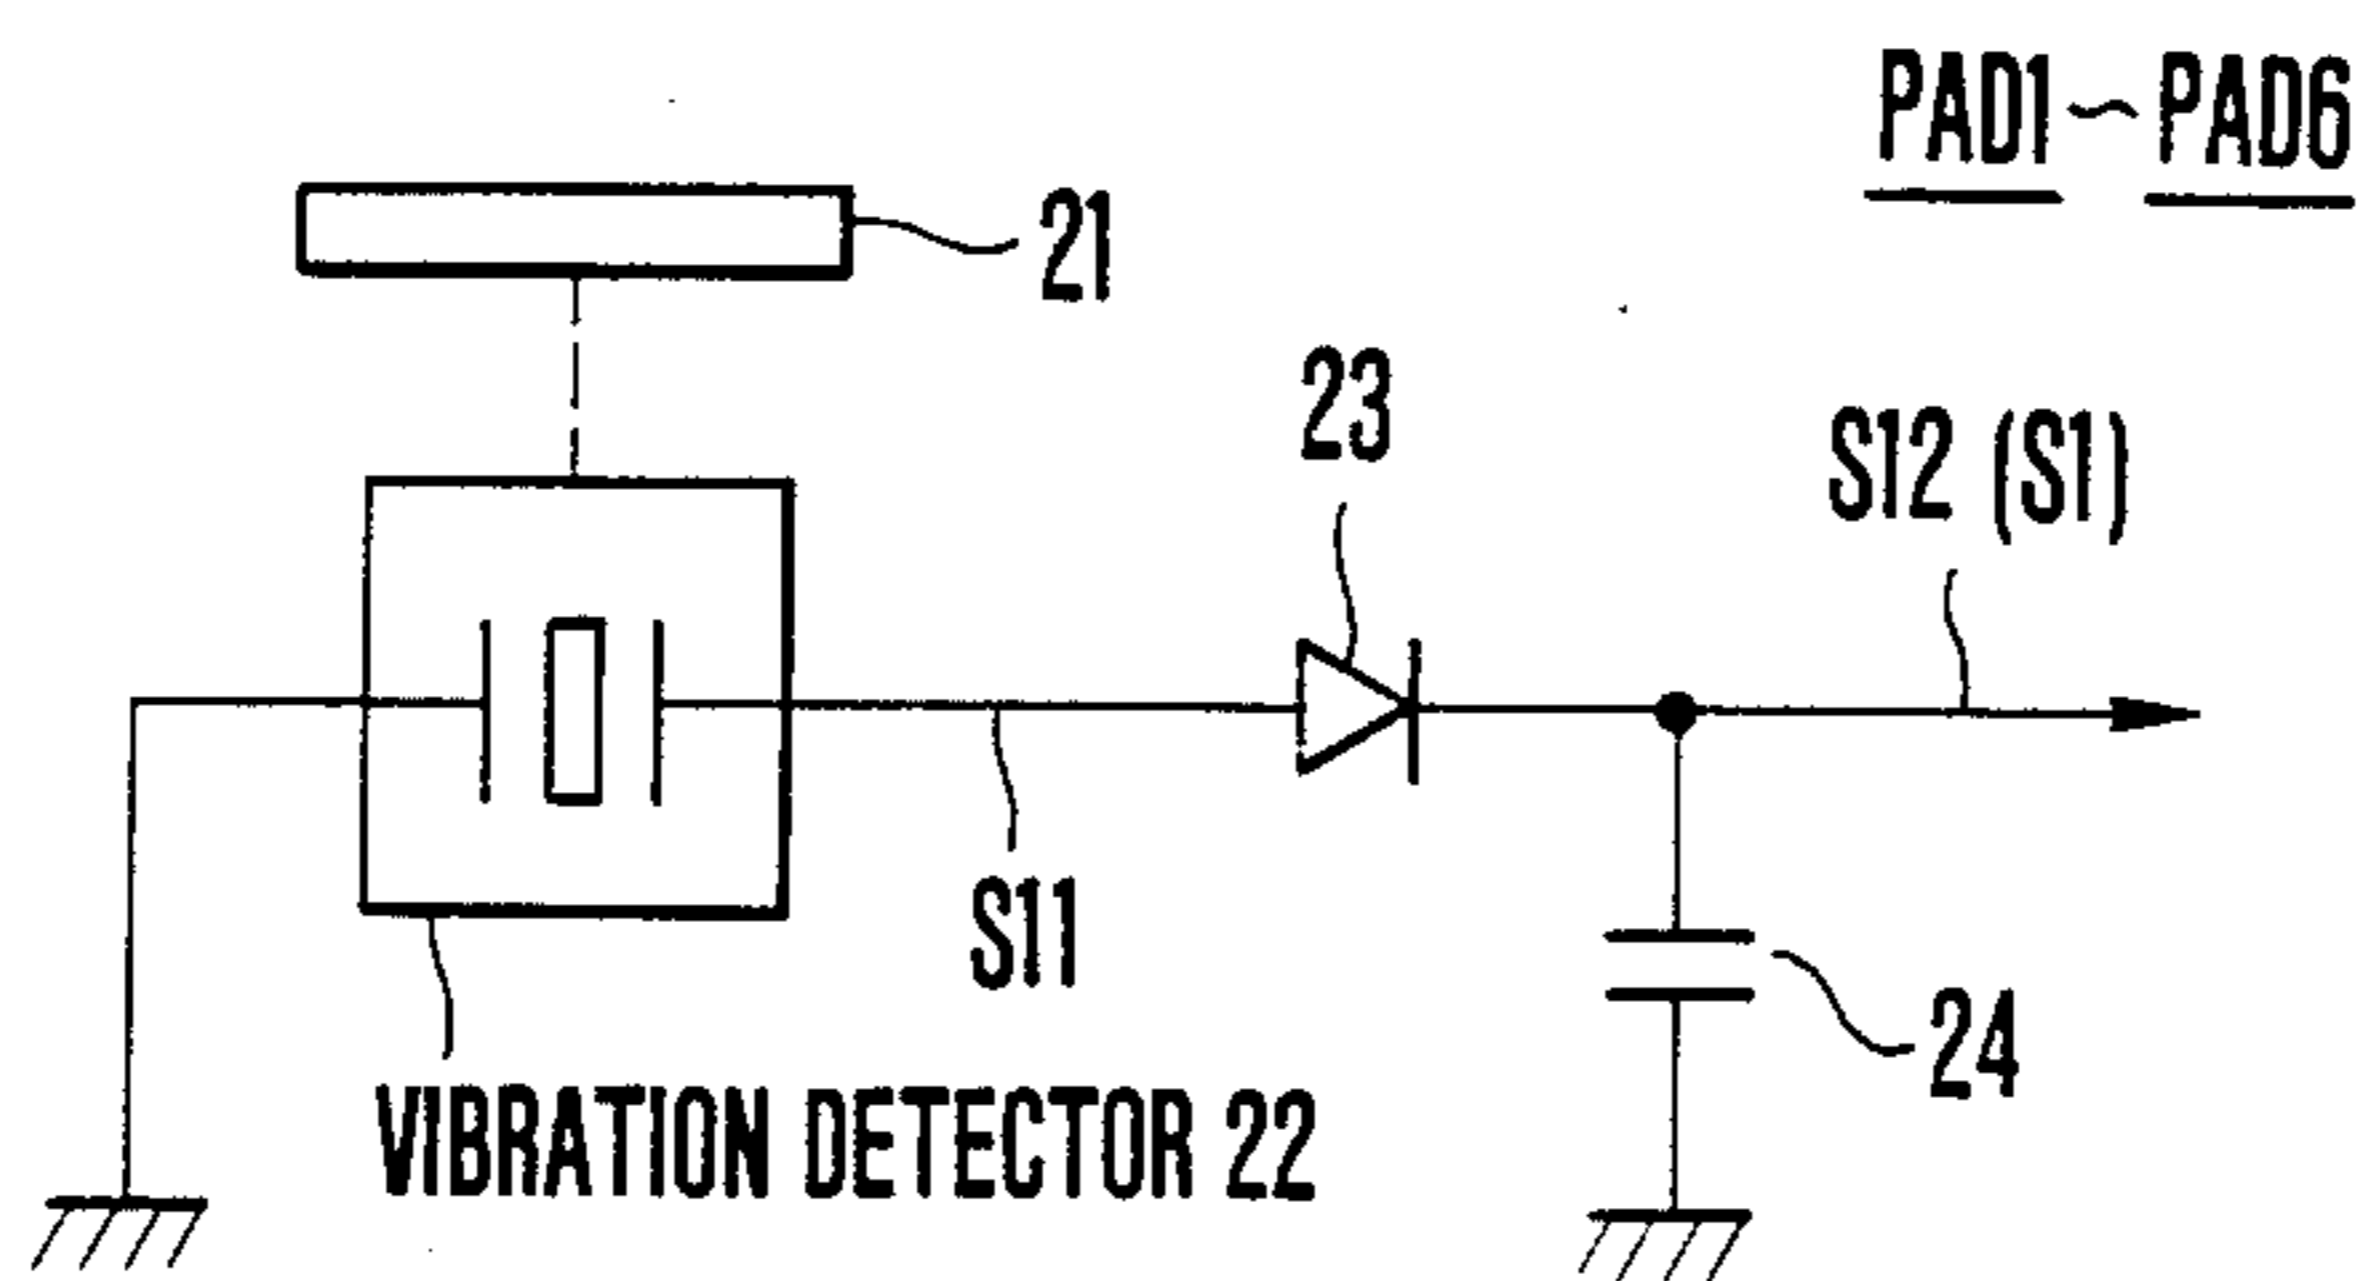 PAD1~PAD6
21
23
S12 (S1)
S11
24
VIBRATION DETECTOR 22